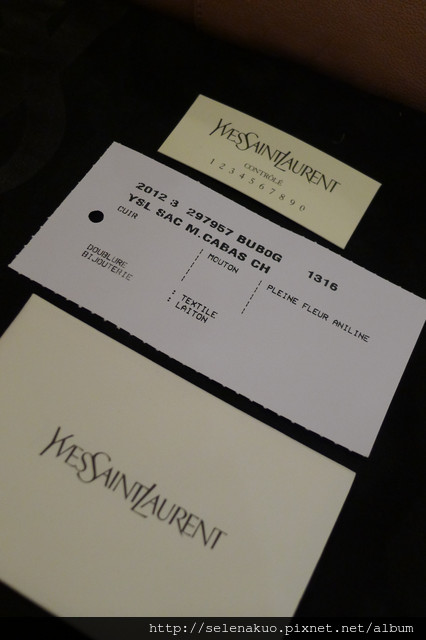 YVESSAINTLAURENT
CONTRÔLE
1 2 3 4 5 6 7 8 9 0
2012 3 297957 BUB0G 1316
YSL SAC M.CABAS CH
CUIR MOUTON PLEINE FLEUR ANILINE
DOUBLURE : TEXTILE
BIJOUTERIE : LAITON
YVESSAINTLAURENT
http://selenakuo.pixnet.net/album